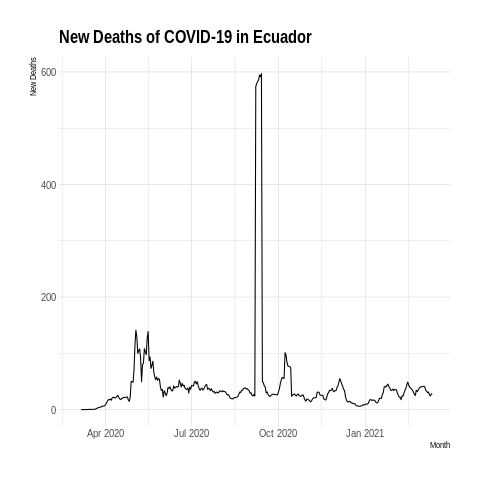 New Deaths of COVID-19 in Ecuador
New Deaths
600
400
200
0
Apr 2020 Jul 2020 Oct 2020 Jan 2021
Month